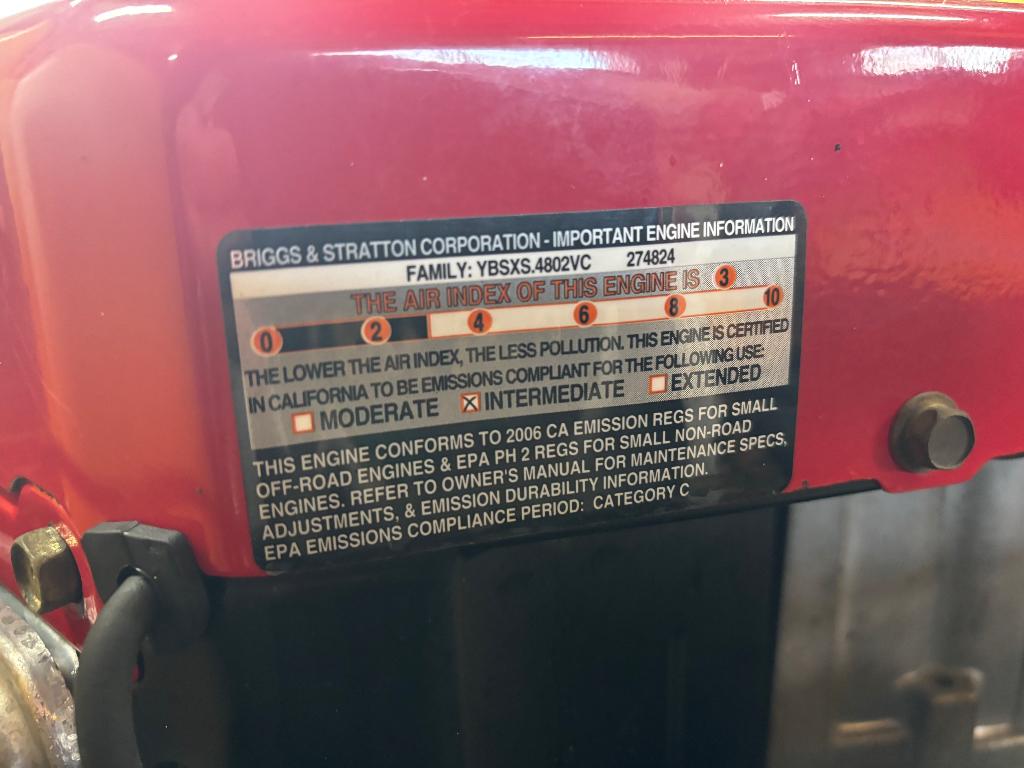 BRIGGS & STRATTON CORPORATION - IMPORTANT ENGINE INFORMATION
FAMILY: YBSXS.4802VC 274824
THE AIR INDEX OF THIS ENGINE IS 3
0 2 4 6 8 10
THE LOWER THE AIR INDEX, THE LESS POLLUTION. THIS ENGINE IS CERTIFIED
IN CALIFORNIA TO BE EMISSIONS COMPLIANT FOR THE FOLLOWING USE:
MODERATE INTERMEDIATE EXTENDED
THIS ENGINE CONFORMS TO 2006 CA EMISSION REGS FOR SMALL
OFF-ROAD ENGINES & EPA PH 2 REGS FOR SMALL NON-ROAD
ENGINES. REFER TO OWNER'S MANUAL FOR MAINTENANCE SPECS,
ADJUSTMENTS, & EMISSION DURABILITY INFORMATION.
EPA EMISSIONS COMPLIANCE PERIOD: CATEGORY C